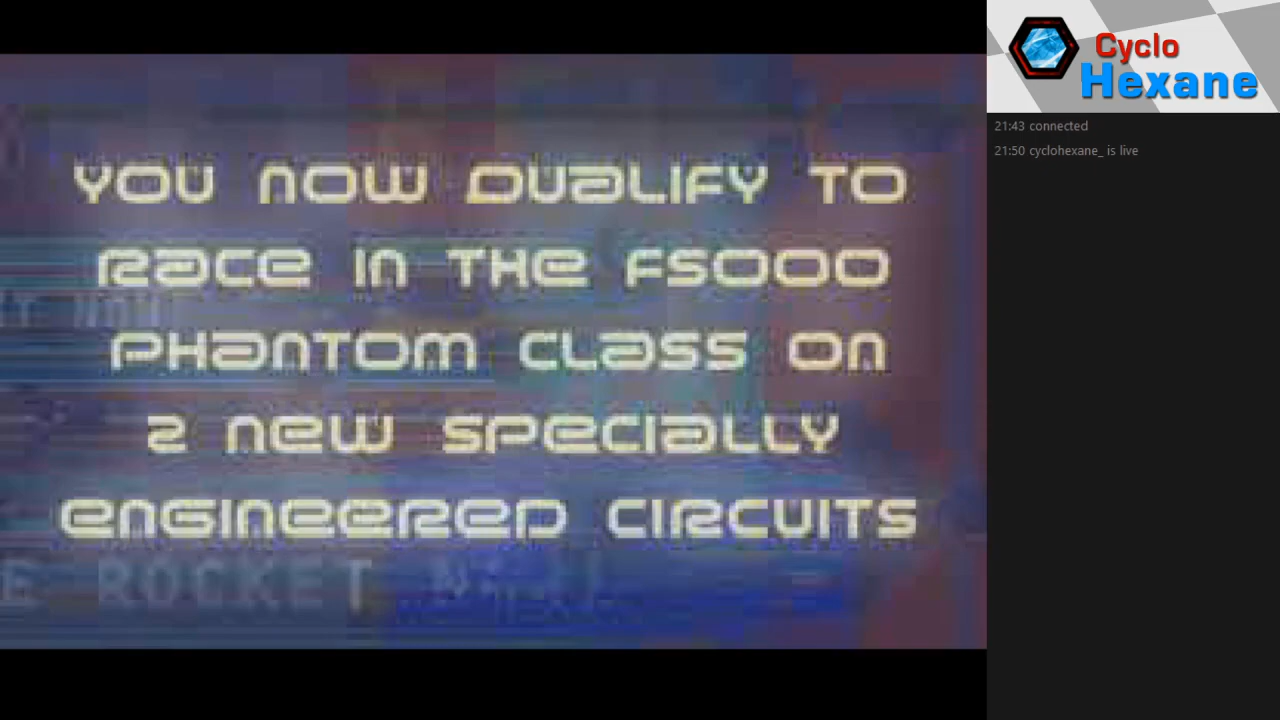 YOU NOW QUALIFY TO
RACE IN THE F5000
PHANTOM CLASS ON
2 NEW SPECIALLY
ENGINEERED CIRCUITS
E ROCKET
Cyclo
Hexane
21:43 connected
21:50 cyclohexane_ is live